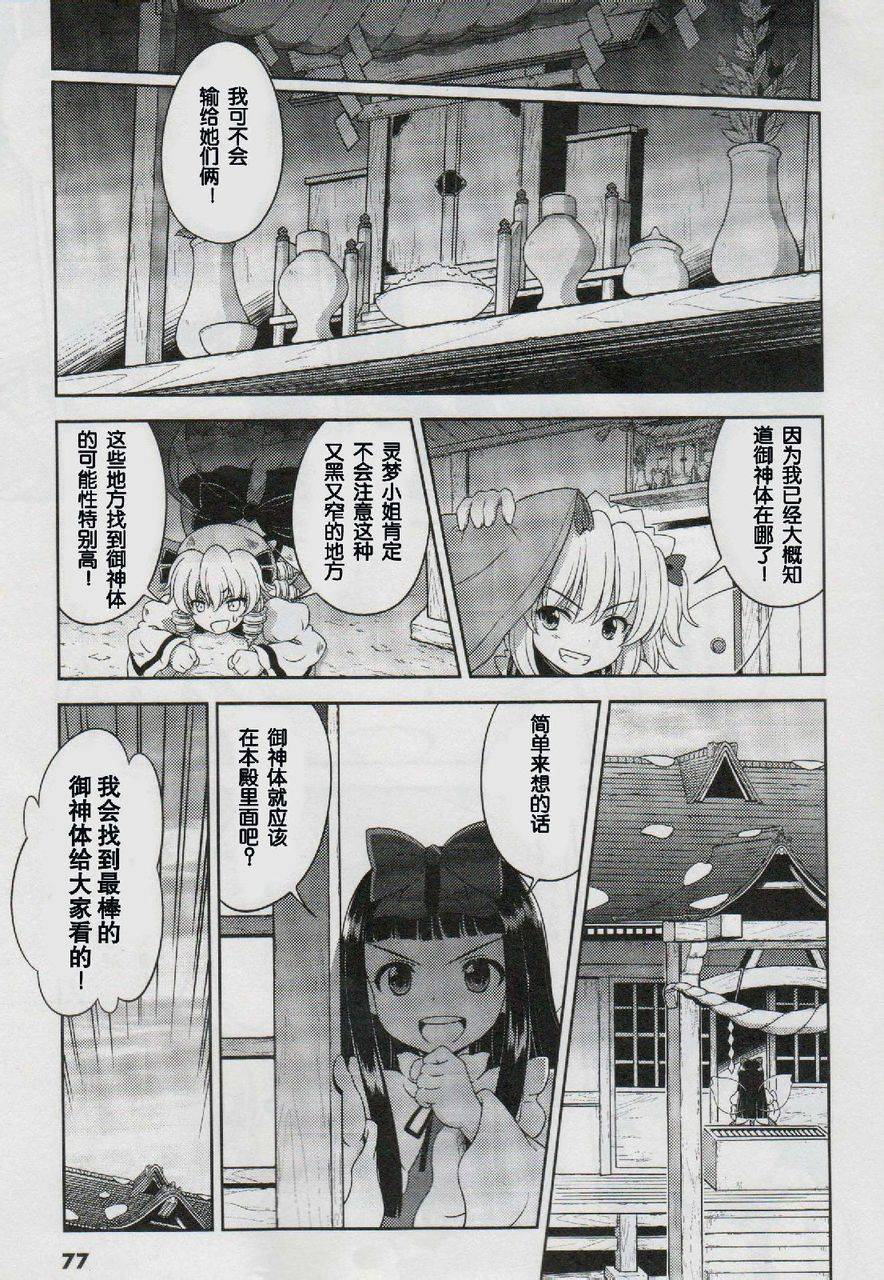 我可不会
输给她们俩！
因为我已经大概知
道御神体在哪了！
灵梦小姐肯定
不会注意这种
又黑又窄的地方
这些地方找到御神体
的可能性特别高！
简单来想的
话
御神体就应该
在本殿里面吧？
我会找到最棒的
御神体给大家看的！
77